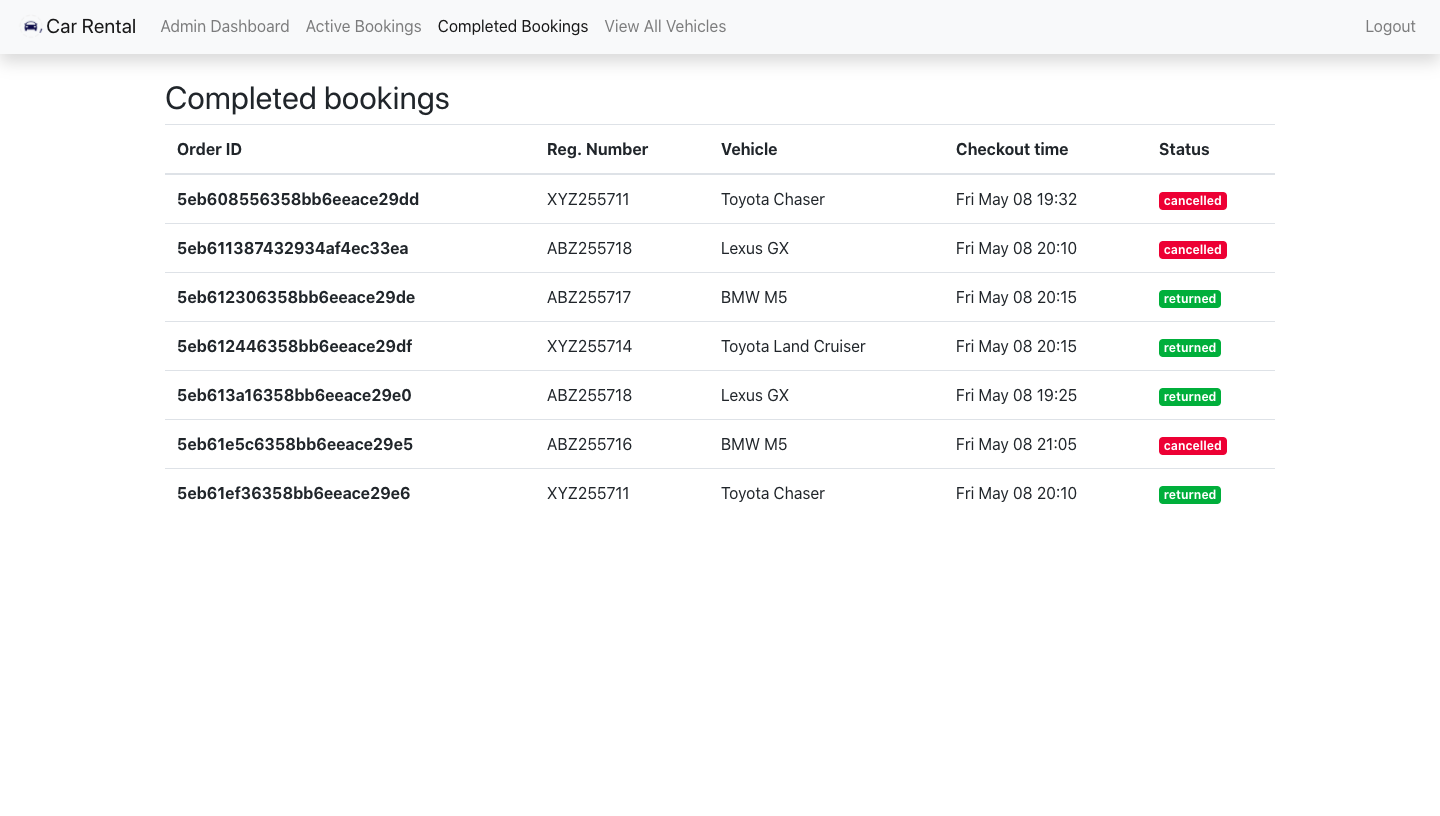 Car Rental Admin Dashboard Active Bookings Completed Bookings View All Vehicles Logout
Completed bookings
Order ID Reg. Number Vehicle Checkout time Status
5eb608556358bb6eeace29dd XYZ255711 Toyota Chaser Fri May 08 19:32 cancelled
5eb611387432934af4ec33ea ABZ255718 Lexus GX Fri May 08 20:10 cancelled
5eb612306358bb6eeace29de ABZ255717 BMW M5 Fri May 08 20:15 returned
5eb612446358bb6eeace29df XYZ255714 Toyota Land Cruiser Fri May 08 20:15 returned
5eb613a16358bb6eeace29e0 ABZ255718 Lexus GX Fri May 08 19:25 returned
5eb61e5c6358bb6eeace29e5 ABZ255716 BMW M5 Fri May 08 21:05 cancelled
5eb61ef36358bb6eeace29e6 XYZ255711 Toyota Chaser Fri May 08 20:10 returned